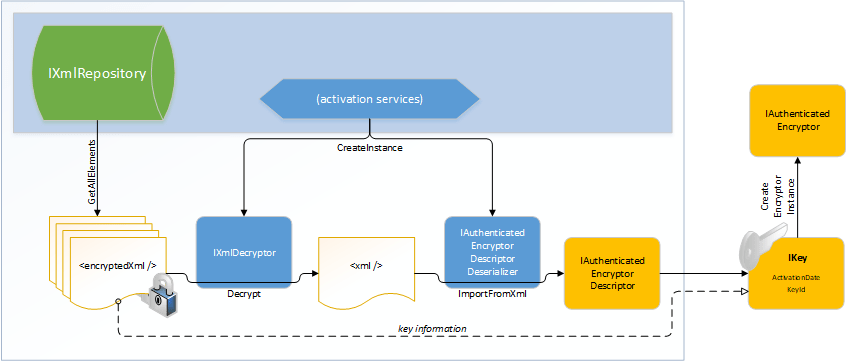 IXmlRepository
(activation services)
GetAllElements
CreateInstance
IAuthenticated
Encryptor
Create
Encryptor
Instance
<encryptedXml />
IXmlDecryptor
Decrypt
<xml />
IAuthenticated
Encryptor
Descriptor
Deserializer
ImportFromXml
IAuthenticated
Encryptor
Descriptor
IKey
ActivationDate
KeyId
key information